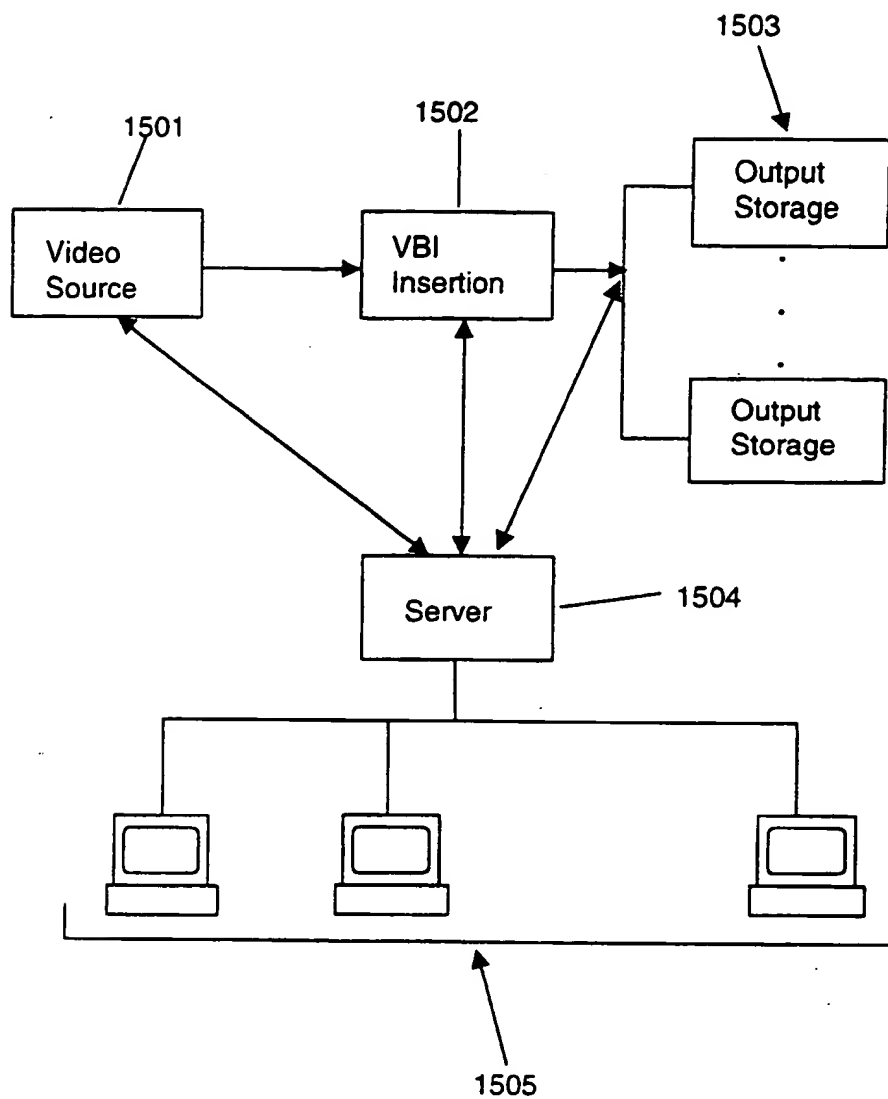 1503
1502
1501
Output
Storage
Video
Source
VBI
Insertion
Output
Storage
Server
1504
1505